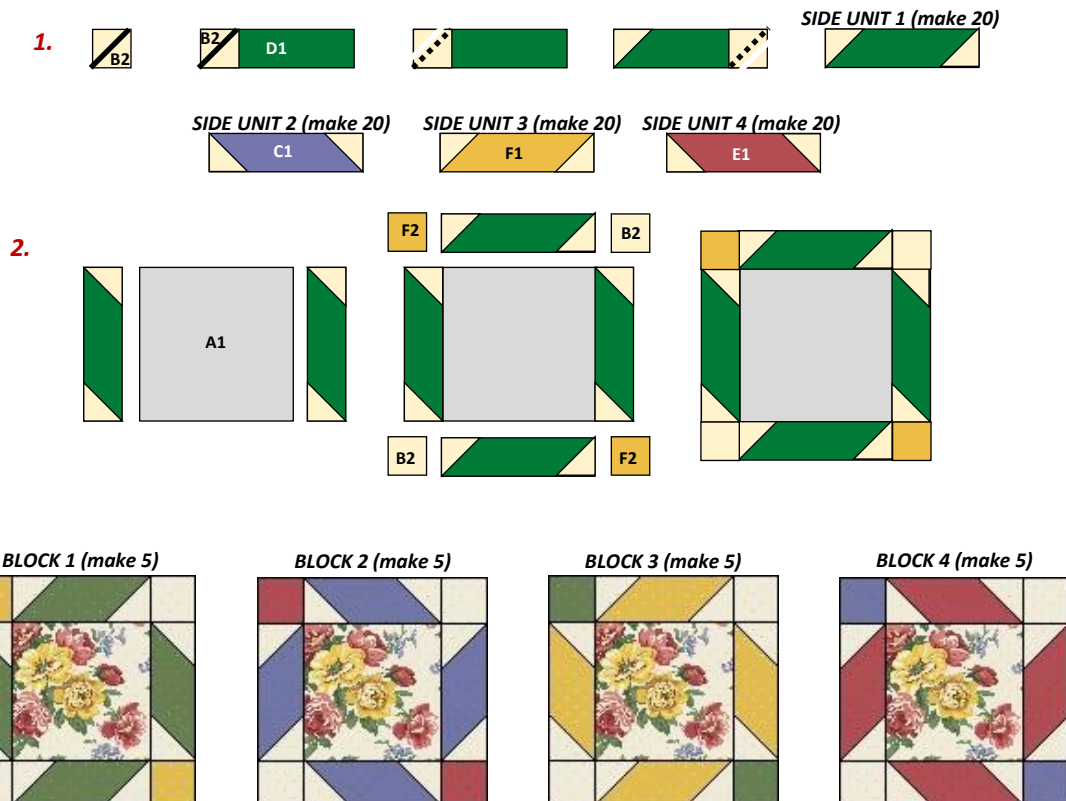 SIDE UNIT 1 (make 20)
1.
B2
B2
D1
SIDE UNIT 2 (make 20) SIDE UNIT 3 (make 20) SIDE UNIT 4 (make 20)
C1
F1
E1
2.
F2
B2
A1
B2
F2
BLOCK 1 (make 5) BLOCK 2 (make 5) BLOCK 3 (make 5) BLOCK 4 (make 5)